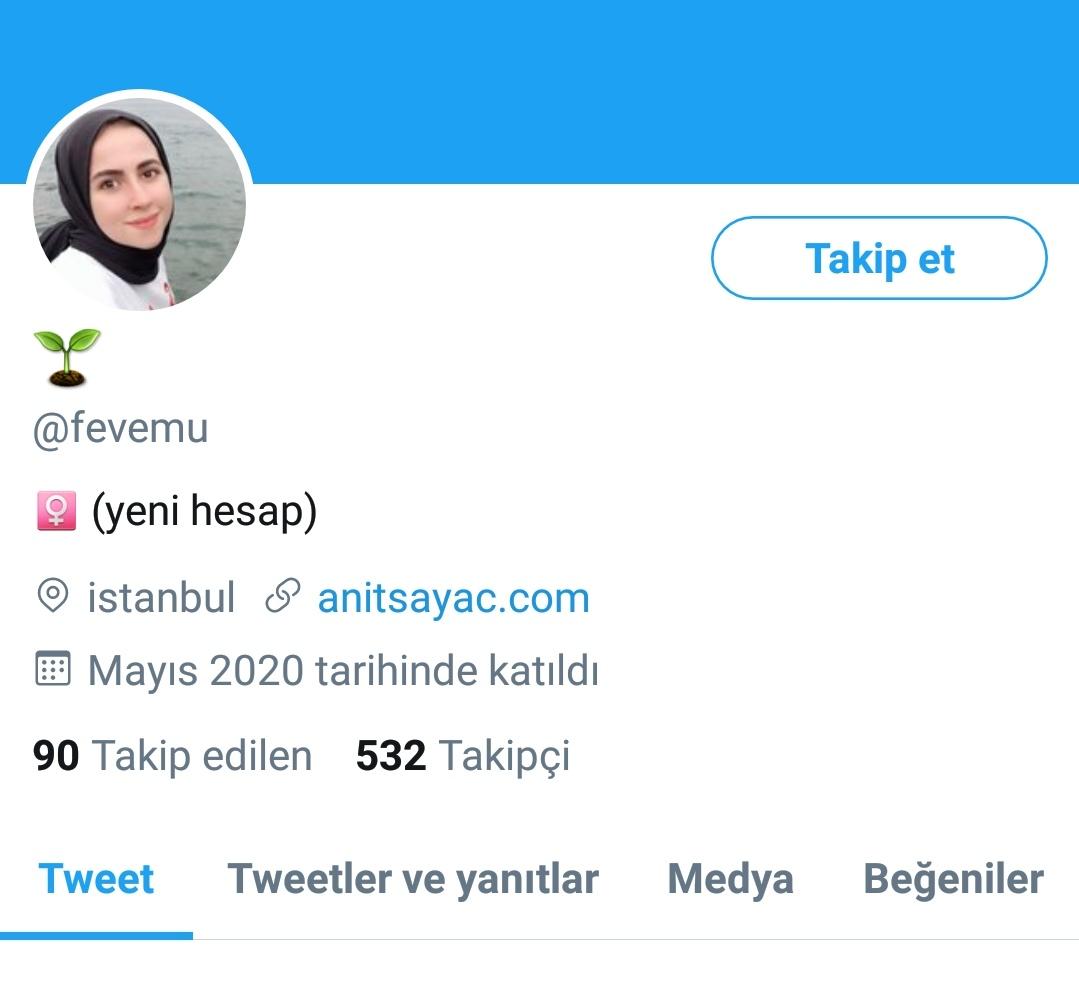 Takip et
@fevemu
(yeni hesap)
istanbul anitsayac.com
Mayıs 2020 tarihinde katıldı
90 Takip edilen 532 Takipçi
Tweet Tweetler ve yanıtlar Medya Beğeniler